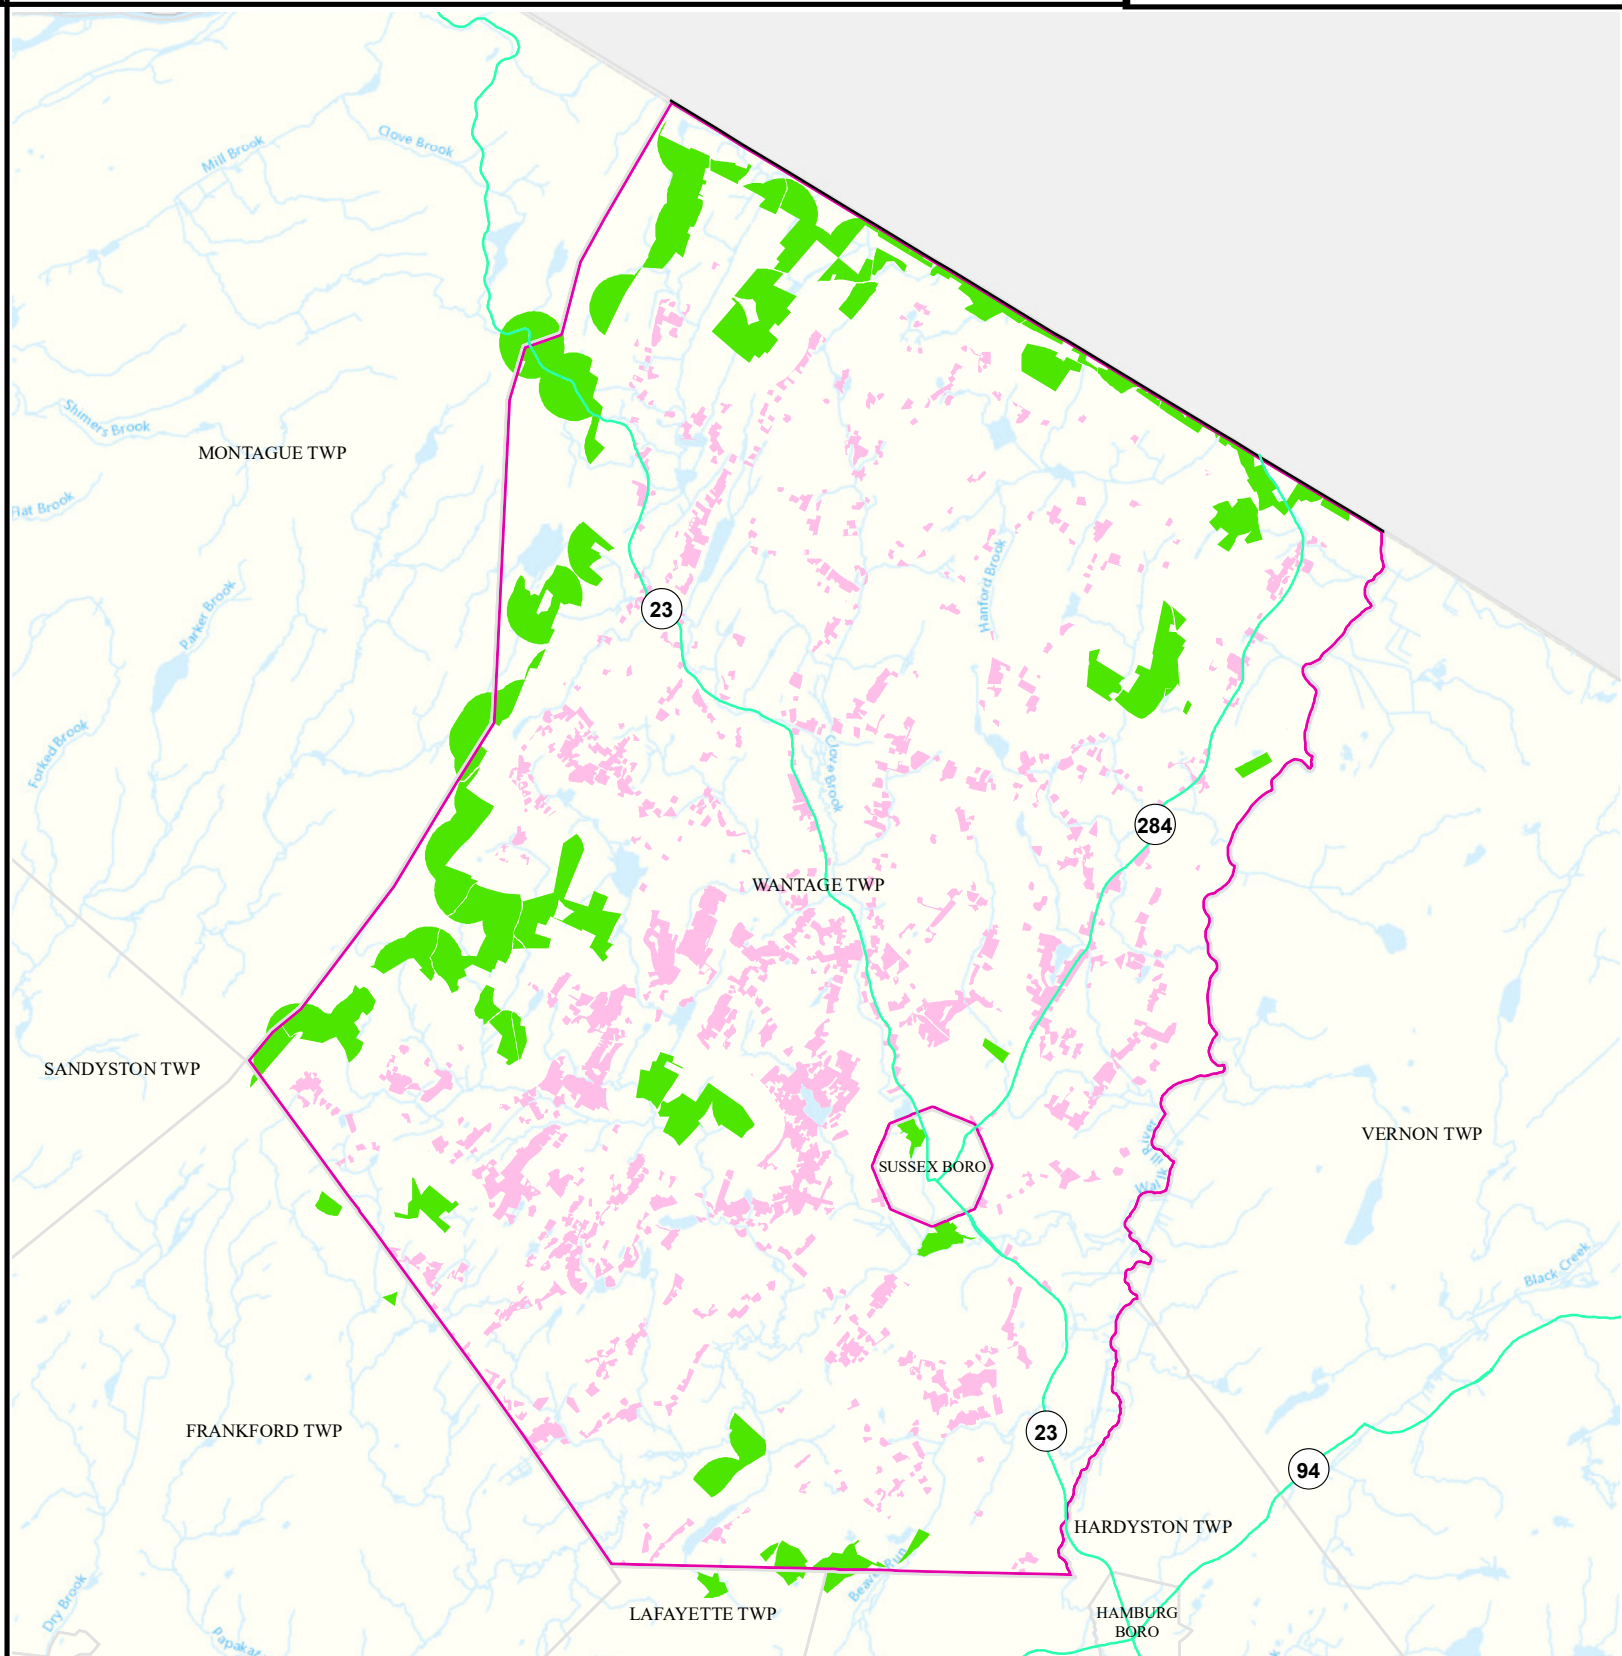 Clove Brook
Mill Brook
Shimers Brook
MONTAGUE TWP
Flat Brook
Hanford Brook
Parker Brook
23
Forked Brook
Clove Brook
284
WANTAGE TWP
SANDYSTON TWP
VERNON TWP
SUSSEX BORO
Black Creek
FRANKFORD TWP
23
94
HARDYSTON TWP
Dry Brook
LAFAYETTE TWP
HAMBURG
BORO